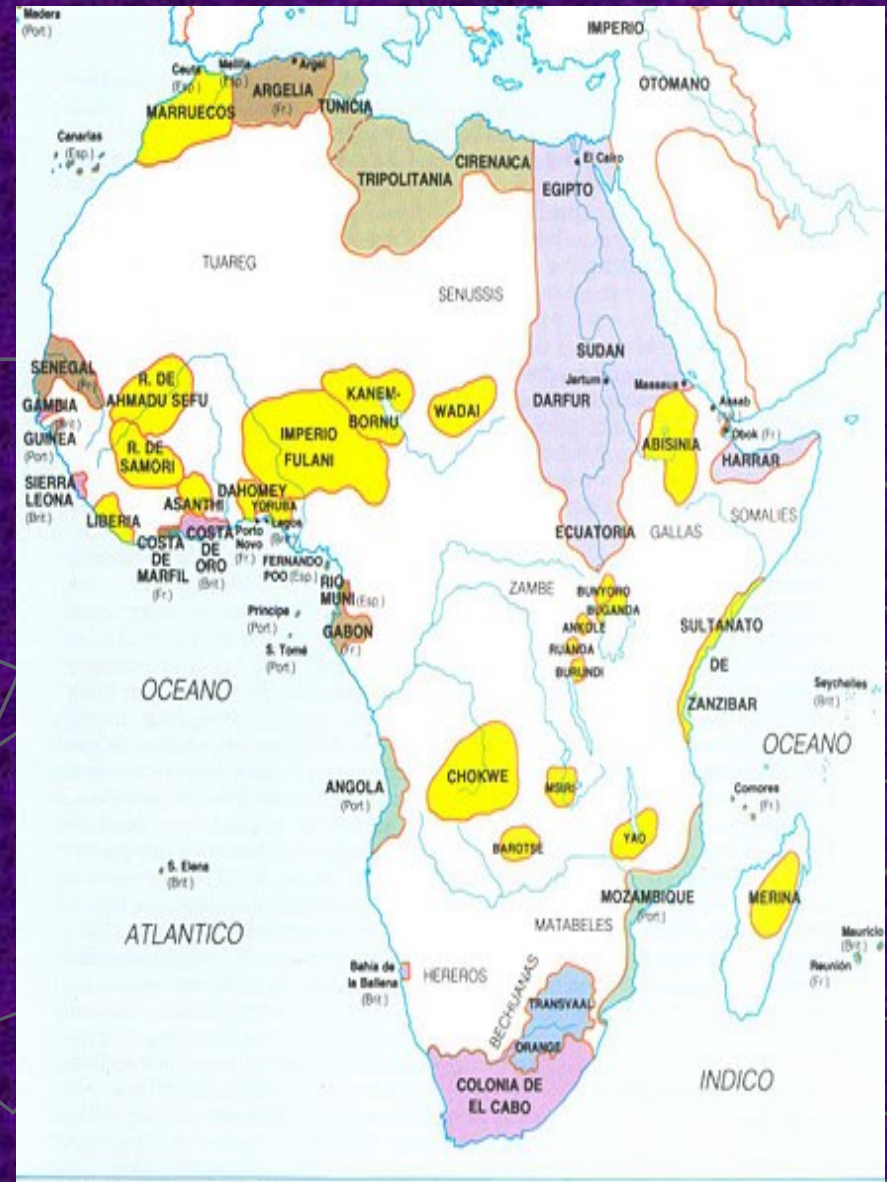 Madera
(Port.)
IMPERIO
OTOMANO
Ceuta
(Esp.)
Melilla
(Esp.)
Argel
ARGELIA
(Fr.)
TUNICIA
MARRUECOS
Canarias
(Esp.)
TRIPOLITANIA
CIRENAICA
El Cairo
EGIPTO
TUAREG
SENUSSIS
SUDAN
Jartum
Massaua
DARFUR
SENEGAL
(Fr.)
GAMBIA
(Brit.)
GUINEA
(Port.)
SIERRA
LEONA
(Brit.)
R. DE
AHMADU SEFU
R. DE
SAMORI
KANEM-
BORNU
WADAI
IMPERIO
FULANI
Assab
Obok (Fr.)
ABISINIA
HARRAR
LIBERIA
ASANTHI
DAHOMEY
YORUBA
Lagos
(Brit.)
COSTA
DE
MARFIL
(Fr.)
COSTA
DE
ORO
(Brit.)
Porto
Novo
(Fr.)
FERNANDO
POO (Esp.)
RIO
MUNI (Esp.)
GABON
(Fr.)
Príncipe
(Port.)
S. Tomé
(Port.)
ECUATORIA
GALLAS
SOMALIES
ZAMBE
BUNYORO
BUGANDA
ANKOLE
RUANDA
BURUNDI
SULTANATO
DE
ZANZIBAR
Seychelles
(Brit.)
OCEANO
OCEANO
ANGOLA
(Port.)
CHOKWE
MSIRI
Comores
(Fr.)
BAROTSE
YAO
S. Elena
(Brit.)
MOZAMBIQUE
(Port.)
MERINA
ATLANTICO
MATABELES
Mauricio
(Brit.)
Reunión
(Fr.)
Bahía de
la Ballena
(Brit.)
HEREROS
BECHUANAS
TRANSVAAL
ORANGE
COLONIA DE
EL CABO
INDICO